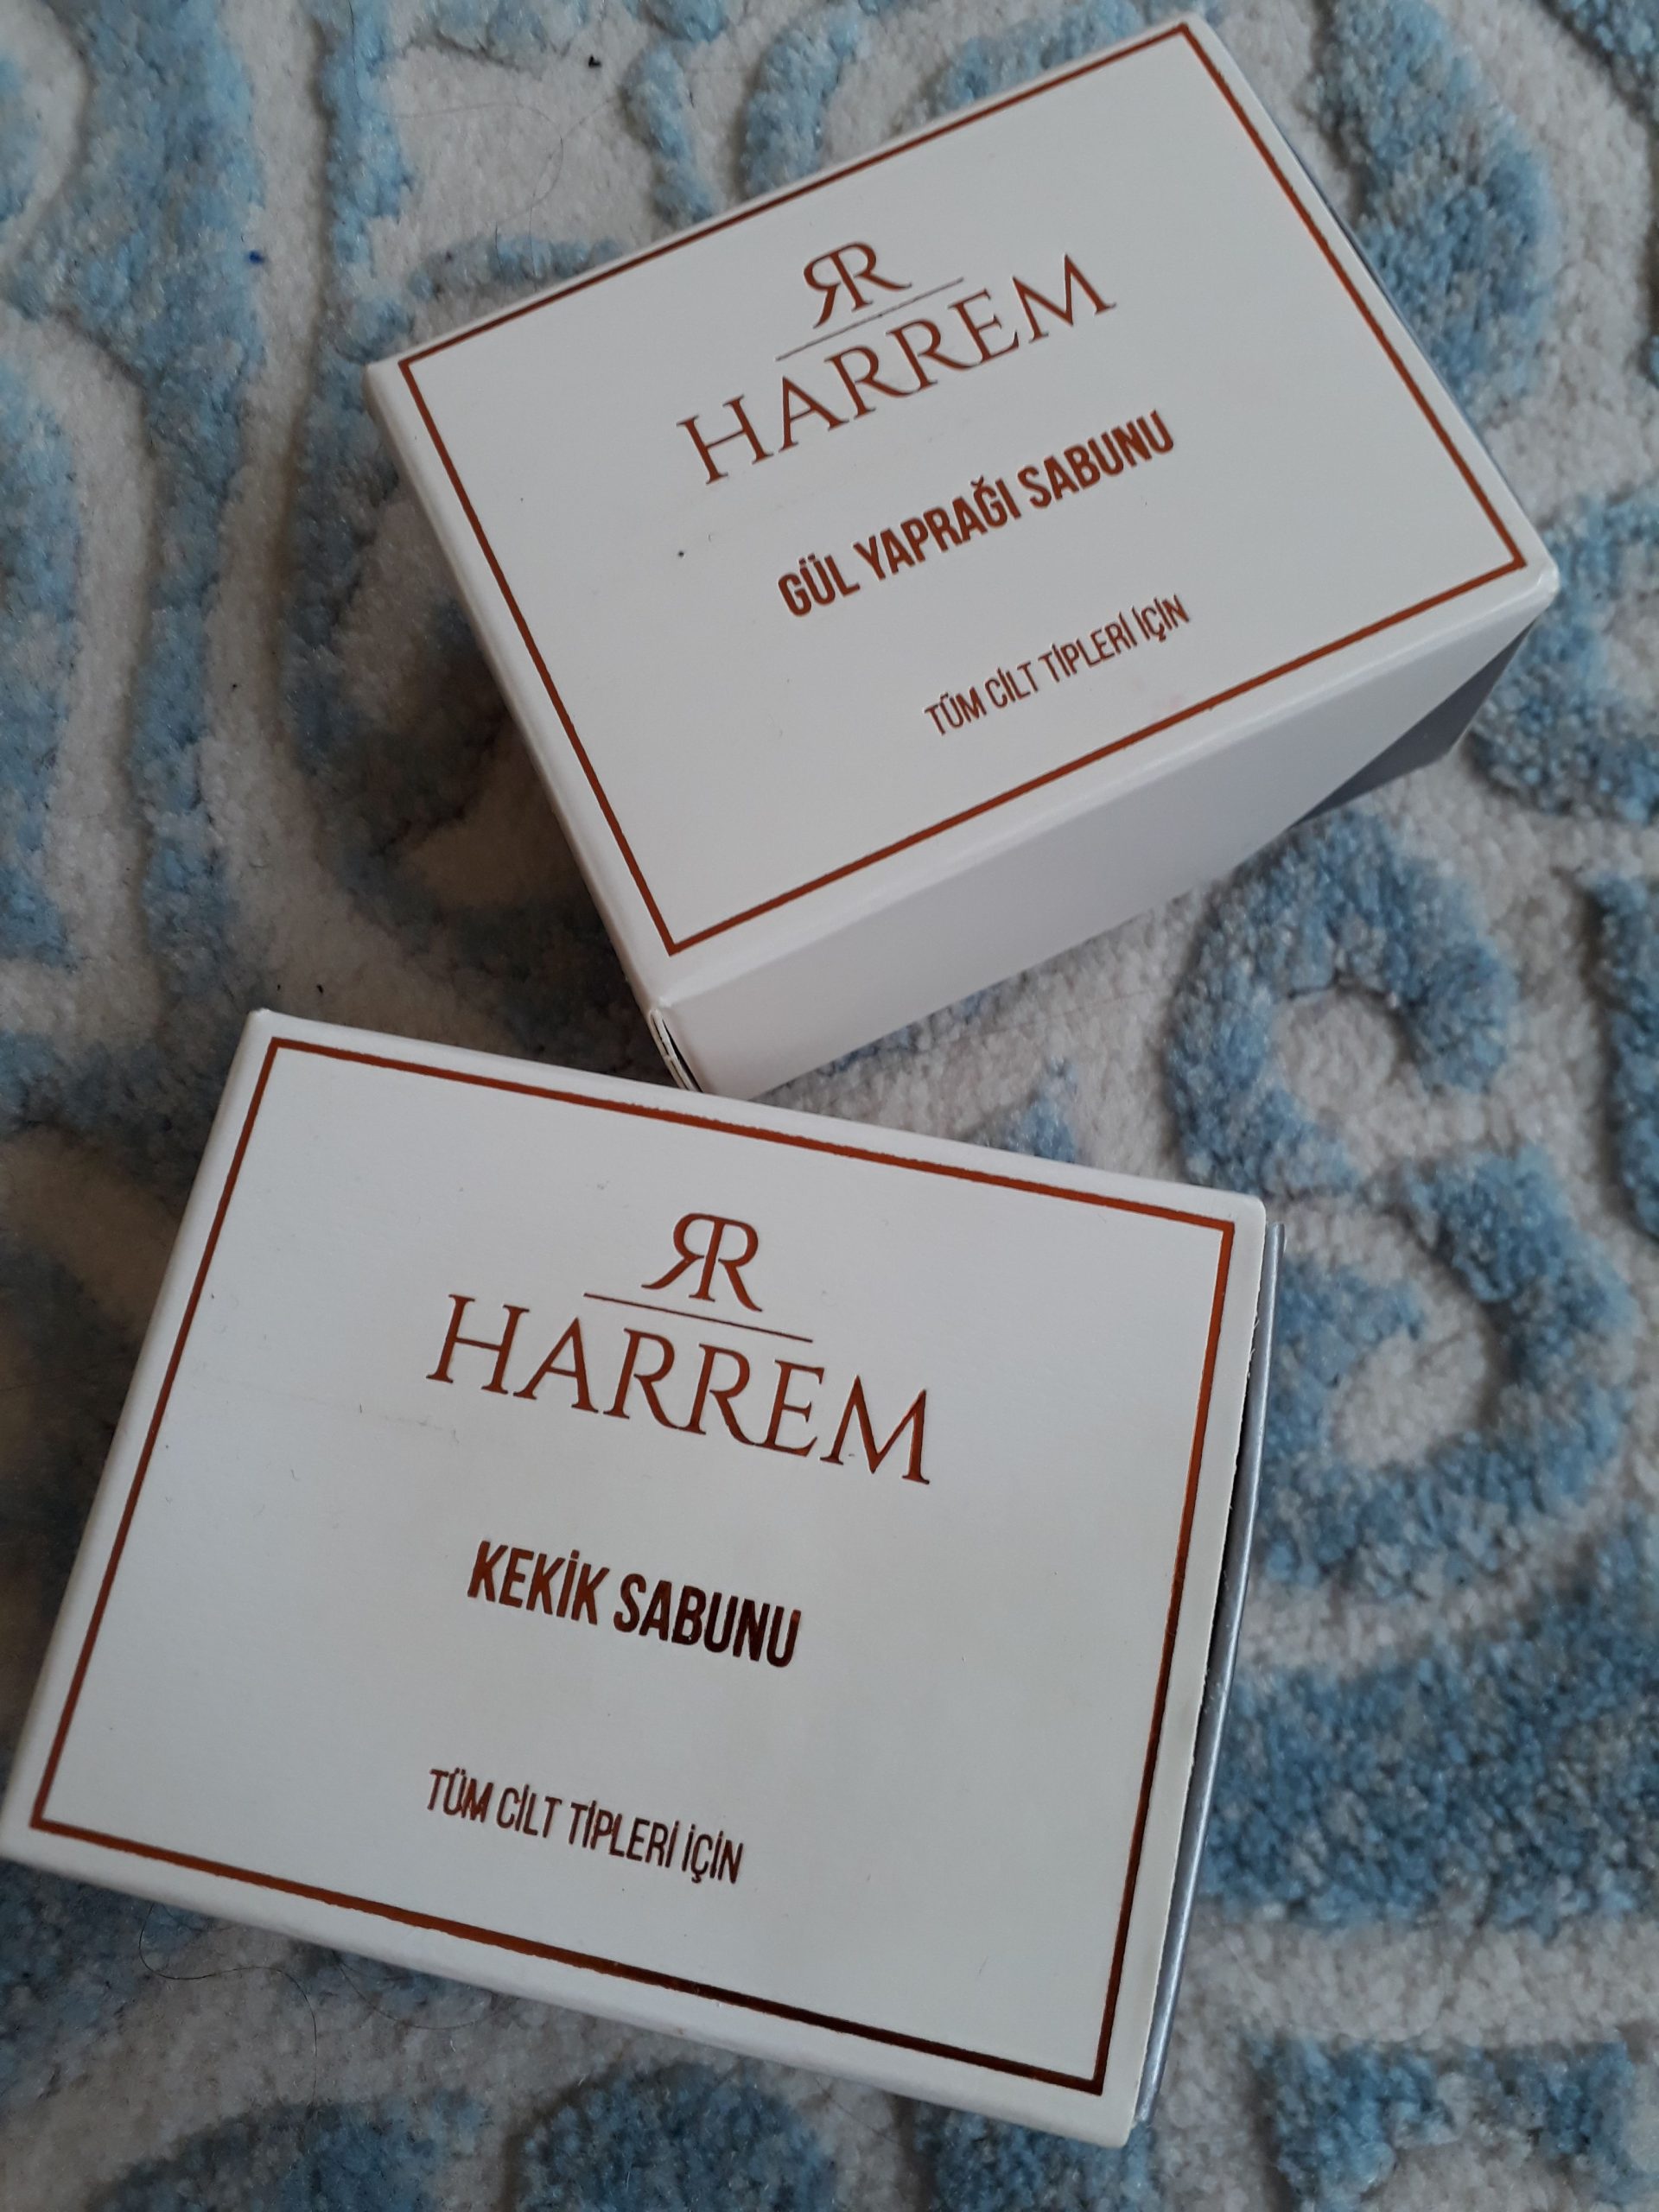 RR
HARREM
GÜL YAPRAĞI SABUNU
TÜM CİLT TİPLERİ İÇİN
RR
HARREM
KEKİK SABUNU
TÜM CİLT TİPLERİ İÇİN